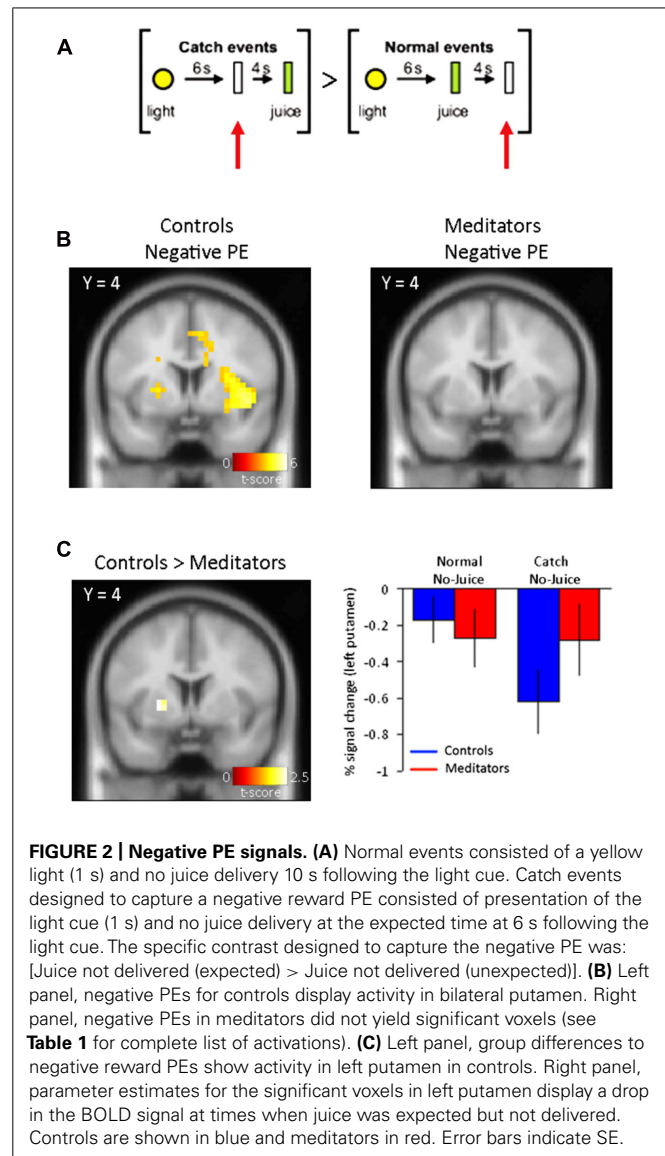 A
Catch events
Normal events
6s
4s
>
6s
4s
light
juice
light
juice
B
Controls
Negative PE
Meditators
Negative PE
Y = 4
Y = 4
0
6
t-score
C
Controls > Meditators
Y = 4
0
2.5
t-score
Normal
No-Juice
Catch
No-Juice
% signal change (left putamen)
0
-0.2
-0.4
-0.6
-0.8
-1
Controls
Meditators
FIGURE 2 | Negative PE signals. (A) Normal events consisted of a yellow
light (1 s) and no juice delivery 10 s following the light cue. Catch events
designed to capture a negative reward PE consisted of presentation of the
light cue (1 s) and no juice delivery at the expected time at 6 s following the
light cue. The specific contrast designed to capture the negative PE was:
[Juice not delivered (expected) > Juice not delivered (unexpected)]. (B) Left
panel, negative PEs for controls display activity in bilateral putamen. Right
panel, negative PEs in meditators did not yield significant voxels (see
Table 1 for complete list of activations). (C) Left panel, group differences to
negative reward PEs show activity in left putamen in controls. Right panel,
parameter estimates for the significant voxels in left putamen display a drop
in the BOLD signal at times when juice was expected but not delivered.
Controls are shown in blue and meditators in red. Error bars indicate SE.